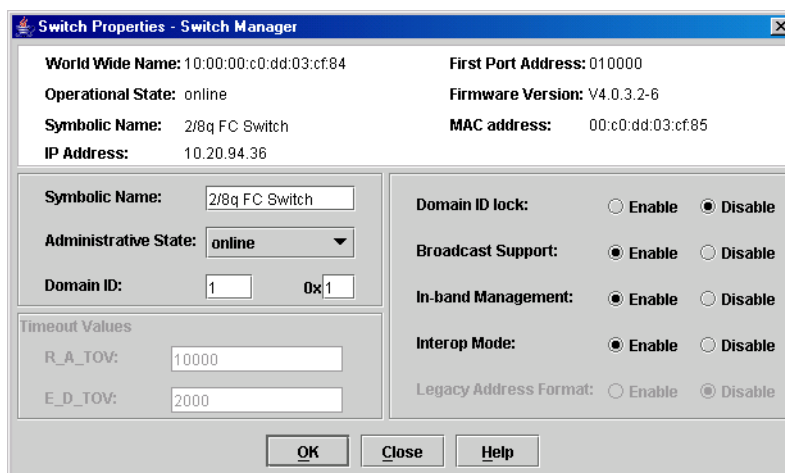 Switch Properties - Switch Manager
World Wide Name: 10:00:00:c0:dd:03:cf:84
First Port Address: 010000
Operational State: online
Firmware Version: V4.0.3.2-6
Symbolic Name: 2/8q FC Switch
MAC address: 00:c0:dd:03:cf:85
IP Address: 10.20.94.36
Symbolic Name: 2/8q FC Switch
Administrative State: online
Domain ID: 1 0x 1
Timeout Values
R_A_TOV: 10000
E_D_TOV: 2000
Domain ID lock: Enable Disable
Broadcast Support: Enable Disable
In-band Management: Enable Disable
Interop Mode: Enable Disable
Legacy Address Format: Enable Disable
OK Close Help